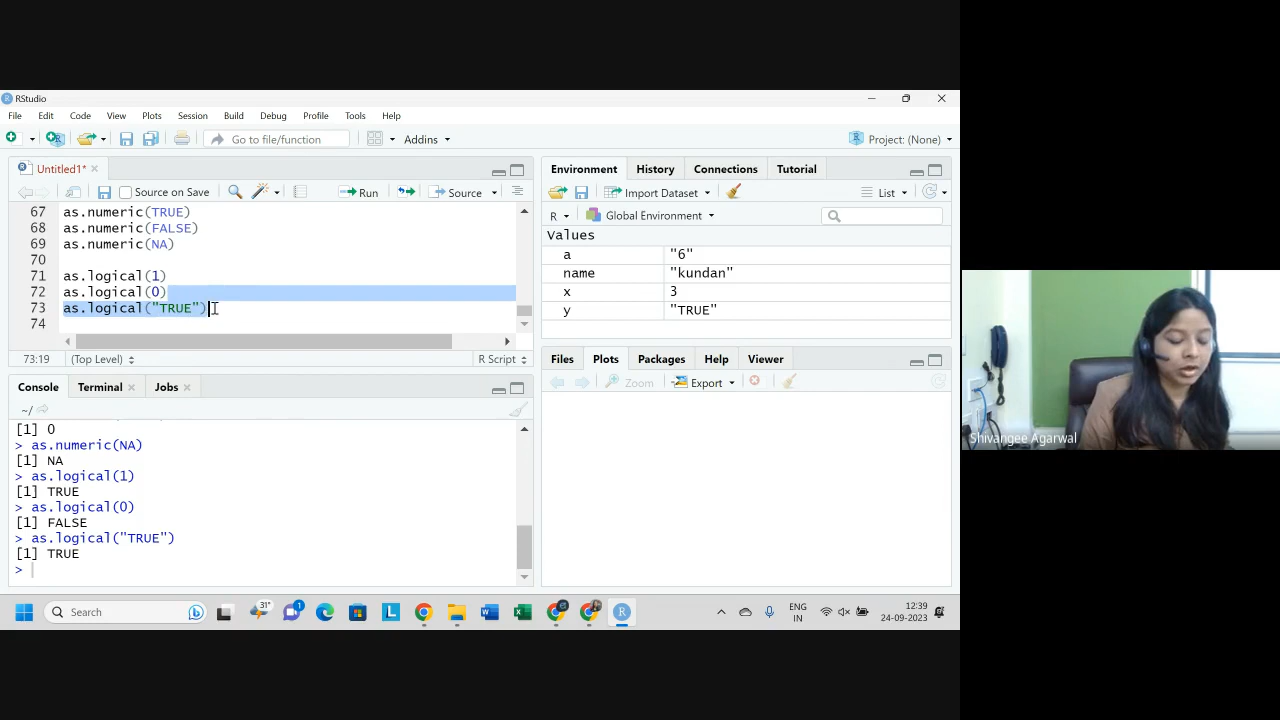 RStudio
File Edit Code View Plots Session Build Debug Profile Tools Help
Go to file/function Addins Project: (None)
Untitled1*
Source on Save Run Source
67 as.numeric(TRUE)
68 as.numeric(FALSE)
69 as.numeric(NA)
70
71 as.logical(1)
72 as.logical(0)
73 as.logical("TRUE")
74
73:19 (Top Level) R Script
Console Terminal Jobs
~/
[1] 0
> as.numeric(NA)
[1] NA
> as.logical(1)
[1] TRUE
> as.logical(0)
[1] FALSE
> as.logical("TRUE")
[1] TRUE
>
Environment History Connections Tutorial
Import Dataset List
R Global Environment
Values
a "6"
name "kundan"
x 3
y "TRUE"
Files Plots Packages Help Viewer
Zoom Export
Shivangee Agarwal
Search
31°
1
ENG
IN
12:39
24-09-2023